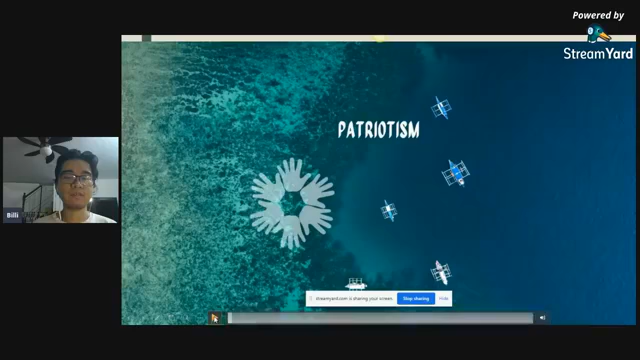 Powered by
StreamYard
PATRIOTISM
Billi
streamyard.com is sharing your screen.
Stop sharing
Hide